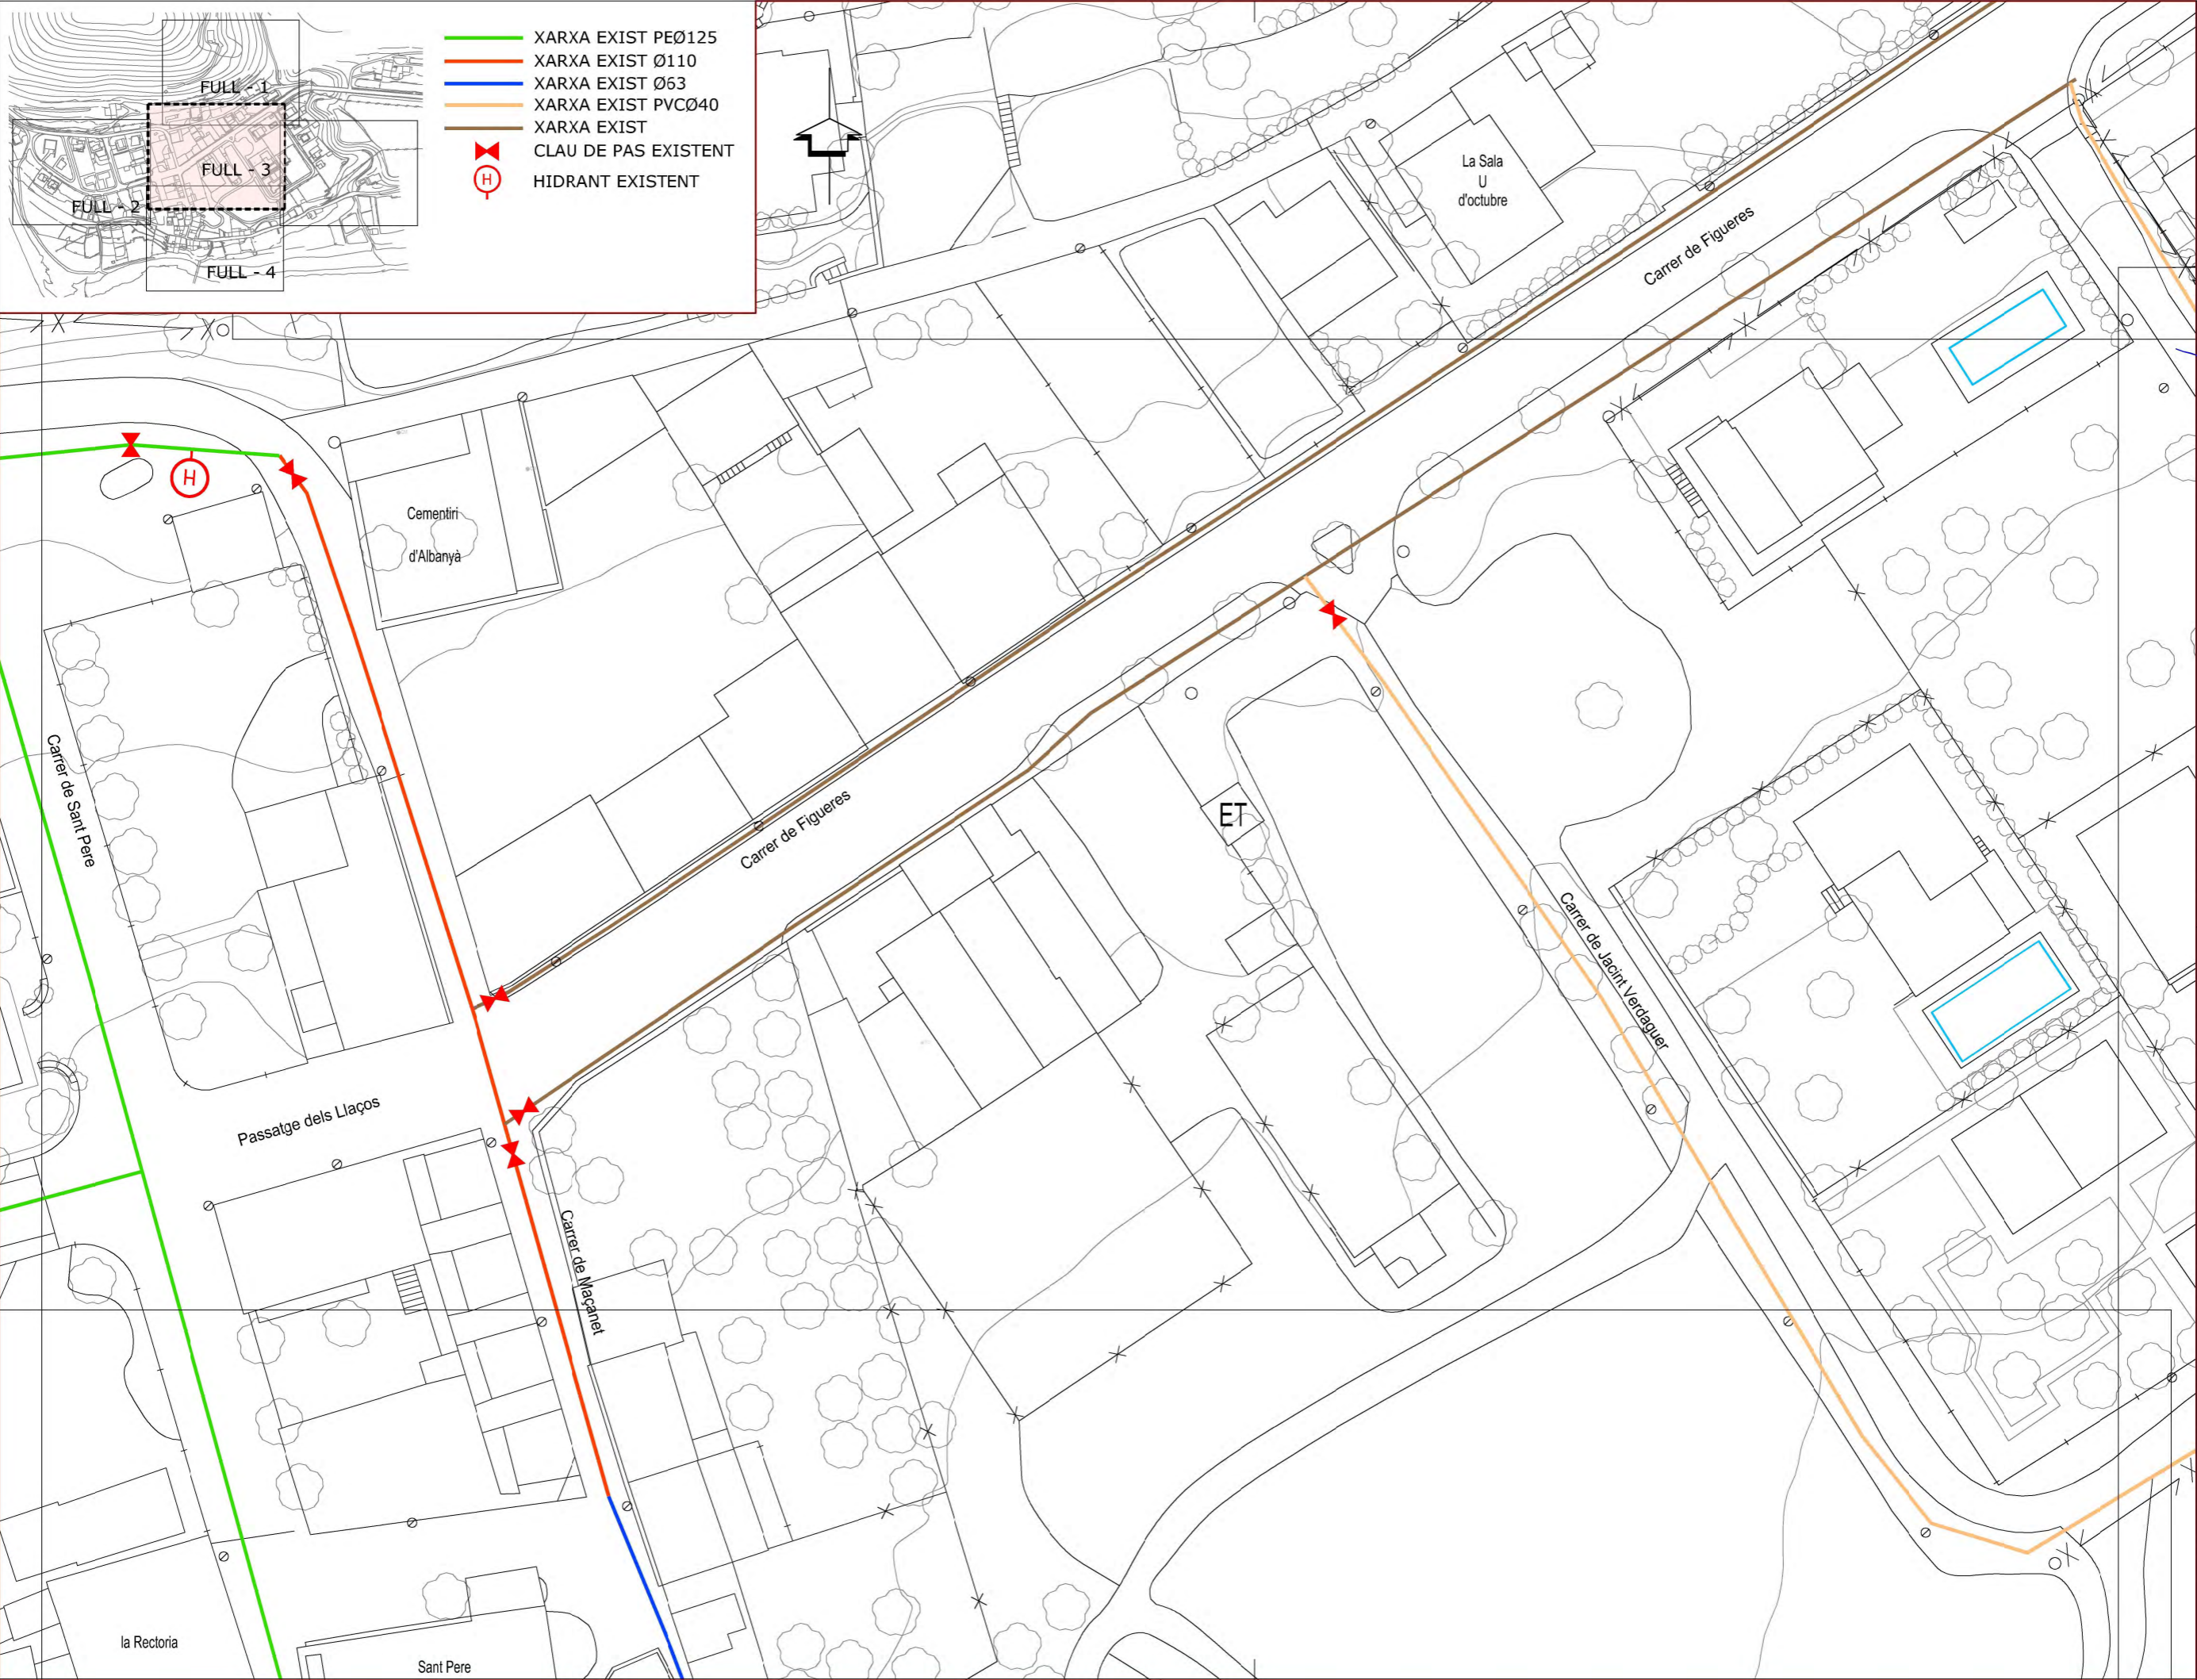 FULL - 1
FULL - 3
FULL - 2
FULL - 4
XARXA EXIST PEØ125
XARXA EXIST Ø110
XARXA EXIST Ø63
XARXA EXIST PVCØ40
XARXA EXIST
CLAU DE PAS EXISTENT
H
HIDRANT EXISTENT
La Sala
U
d'octubre
Carrer de Figueres
H
Cementiri
d'Albanyà
Carrer de Sant Pere
Carrer de Figueres
ET
Carrer de Jacint Verdaguer
Passatge dels Llaços
Carrer de Maçanet
la Rectoria
Sant Pere